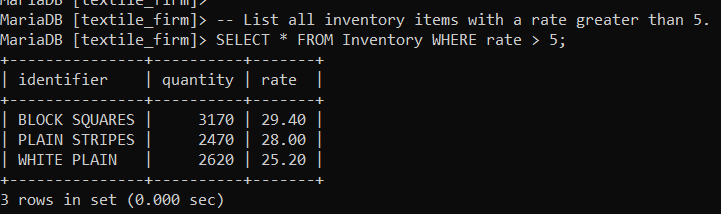 MariaDB [textile_firm]>
MariaDB [textile_firm]> -- List all inventory items with a rate greater than 5.
MariaDB [textile_firm]> SELECT * FROM Inventory WHERE rate > 5;
+---------------+----------+-------+
| identifier    | quantity | rate  |
+---------------+----------+-------+
| BLOCK SQUARES |     3170 | 29.40 |
| PLAIN STRIPES |     2470 | 28.00 |
| WHITE PLAIN   |     2620 | 25.20 |
+---------------+----------+-------+
3 rows in set (0.000 sec)